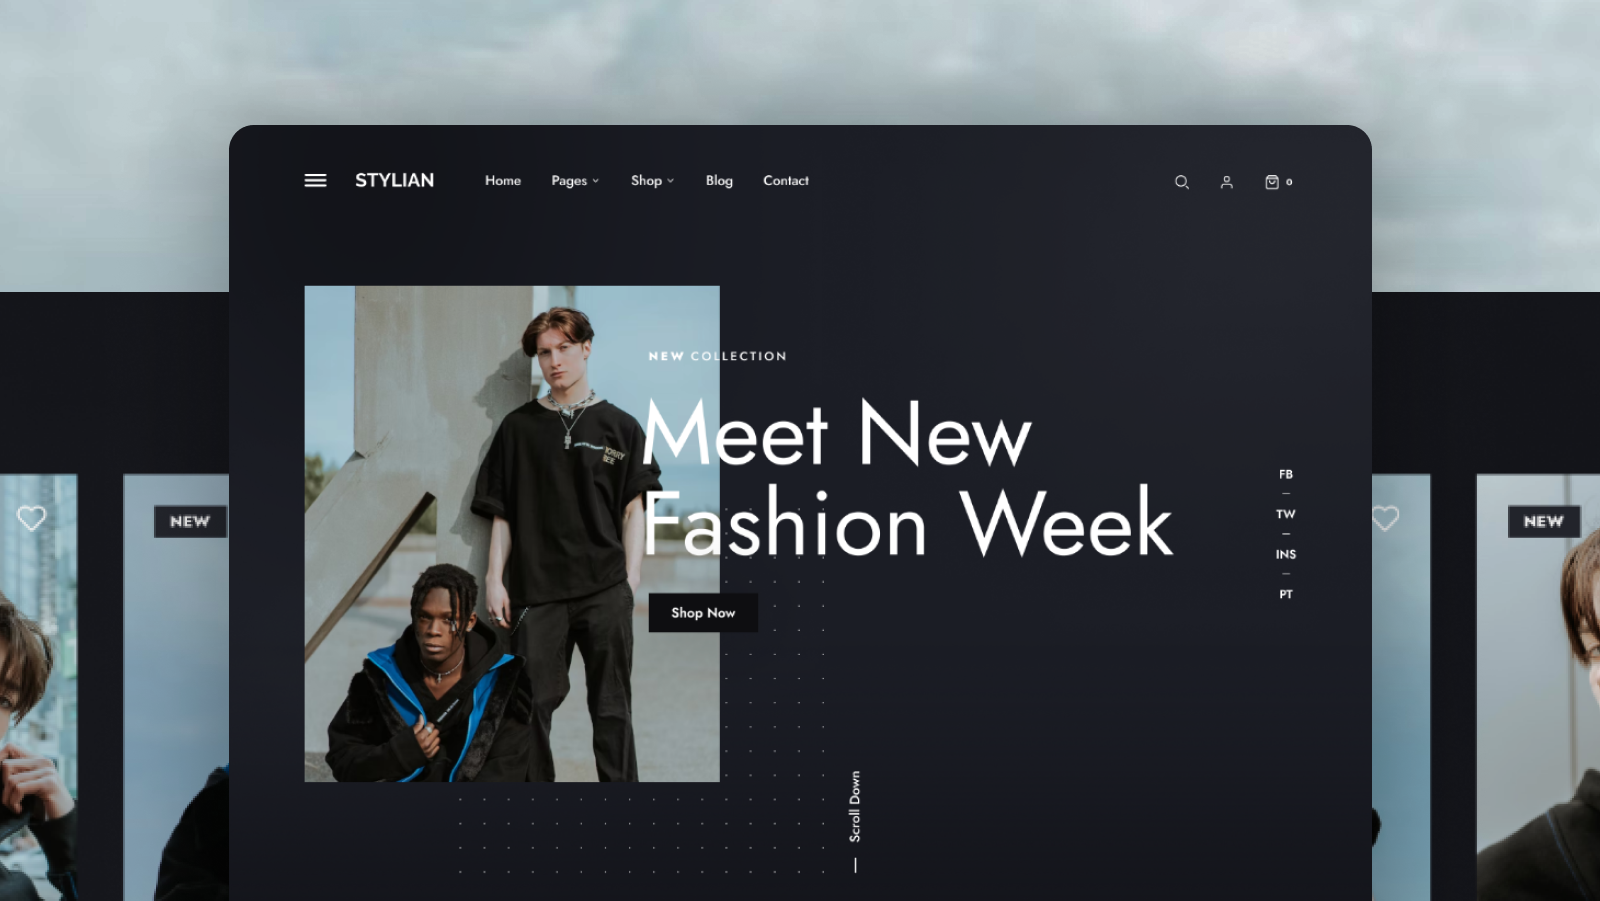 STYLIAN
Home
Pages
Shop
Blog
Contact
0
NEW COLLECTION
Meet New
Fashion Week
Shop Now
FB
TW
INS
PT
NEW
NEW
Scroll Down